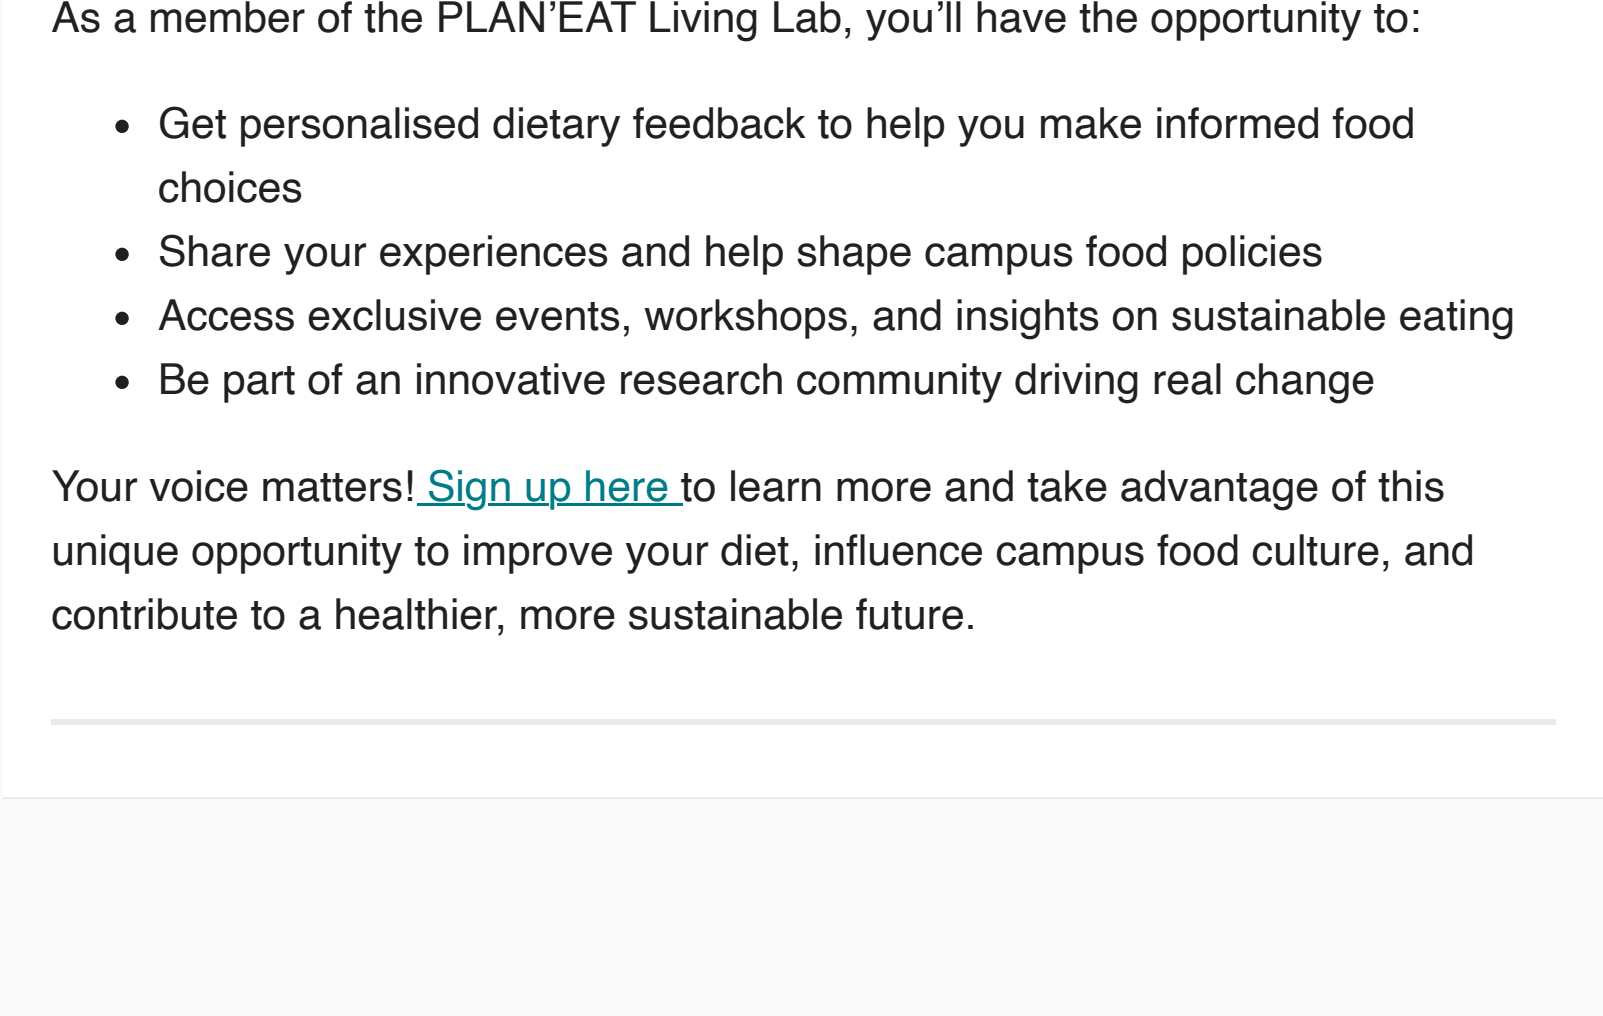 As a member of the PLAN’EAT Living Lab, you’ll have the opportunity to:
• Get personalised dietary feedback to help you make informed food
choices
• Share your experiences and help shape campus food policies
• Access exclusive events, workshops, and insights on sustainable eating
• Be part of an innovative research community driving real change
Your voice matters! Sign up here to learn more and take advantage of this
unique opportunity to improve your diet, influence campus food culture, and
contribute to a healthier, more sustainable future.